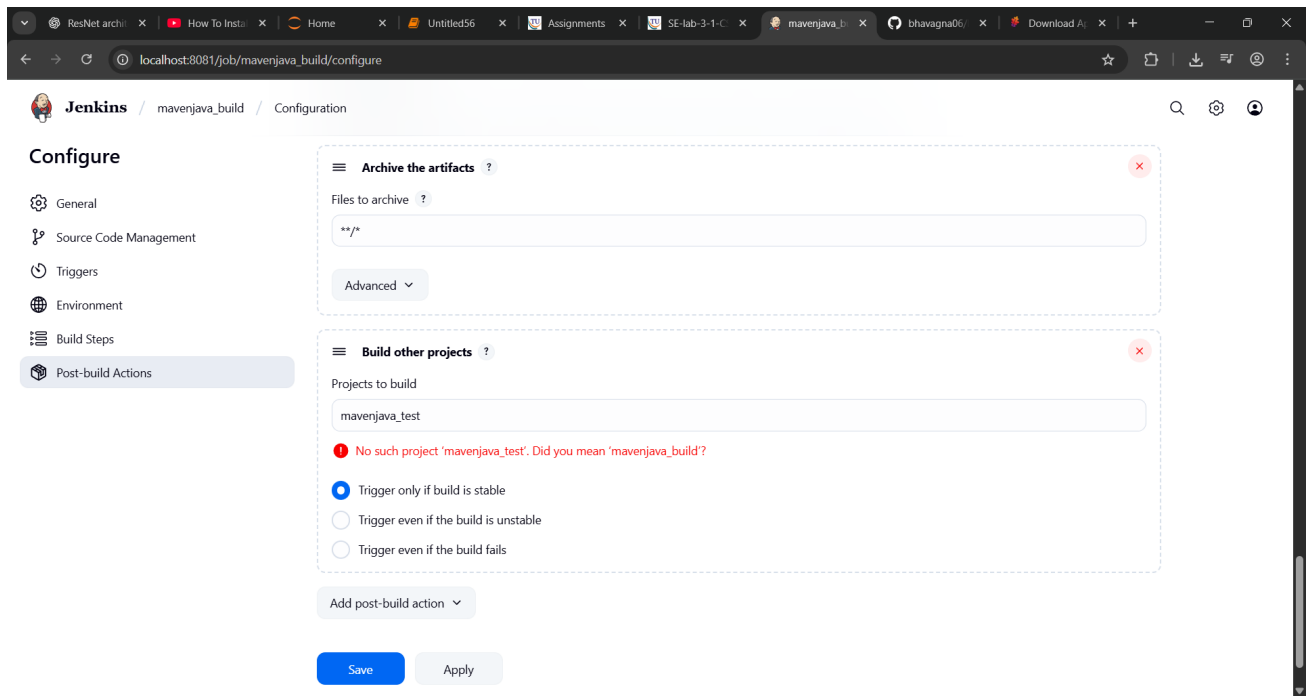 ResNet archit
How To Insta
Home
Untitled56
Assignments
SE-lab-3-1-C
mavenjava_b
bhavagna06/
Download Ap
localhost:8081/job/mavenjava_build/configure
Jenkins / mavenjava_build / Configuration
Configure
General
Source Code Management
Triggers
Environment
Build Steps
Post-build Actions
Archive the artifacts ?
Files to archive ?
**/*
Advanced
Build other projects ?
Projects to build
mavenjava_test
No such project ‘mavenjava_test’. Did you mean ‘mavenjava_build’?
Trigger only if build is stable
Trigger even if the build is unstable
Trigger even if the build fails
Add post-build action
Save
Apply